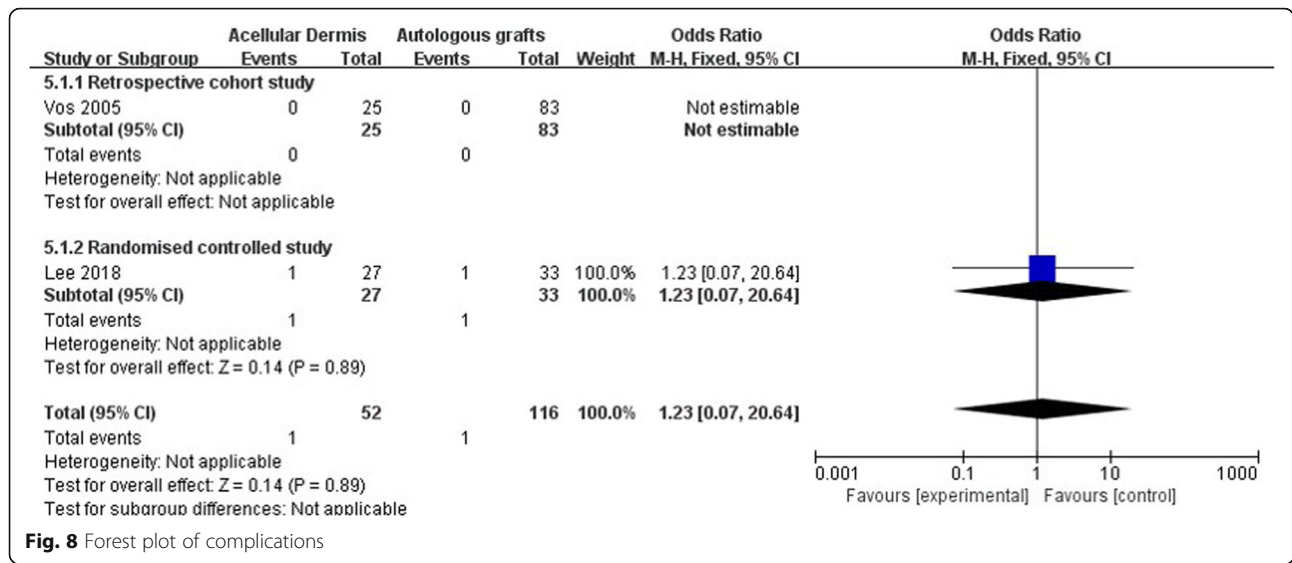 Acellular Dermis Autologous grafts Odds Ratio Odds Ratio
Study or Subgroup Events Total Events Total Weight M-H, Fixed, 95% CI M-H, Fixed, 95% CI
5.1.1 Retrospective cohort study
Vos 2005 0 25 0 83 Not estimable
Subtotal (95% CI) 25 83 Not estimable
Total events 0 0
Heterogeneity: Not applicable
Test for overall effect: Not applicable
5.1.2 Randomised controlled study
Lee 2018 1 27 1 33 100.0% 1.23 [0.07, 20.64]
Subtotal (95% CI) 27 33 100.0% 1.23 [0.07, 20.64]
Total events 1 1
Heterogeneity: Not applicable
Test for overall effect: Z = 0.14 (P = 0.89)
Total (95% CI) 52 116 100.0% 1.23 [0.07, 20.64]
Total events 1 1
Heterogeneity: Not applicable
Test for overall effect: Z = 0.14 (P = 0.89)
Test for subgroup differences: Not applicable
0.001 0.1 1 10 1000
Favours [experimental] Favours [control]
Fig. 8 Forest plot of complications